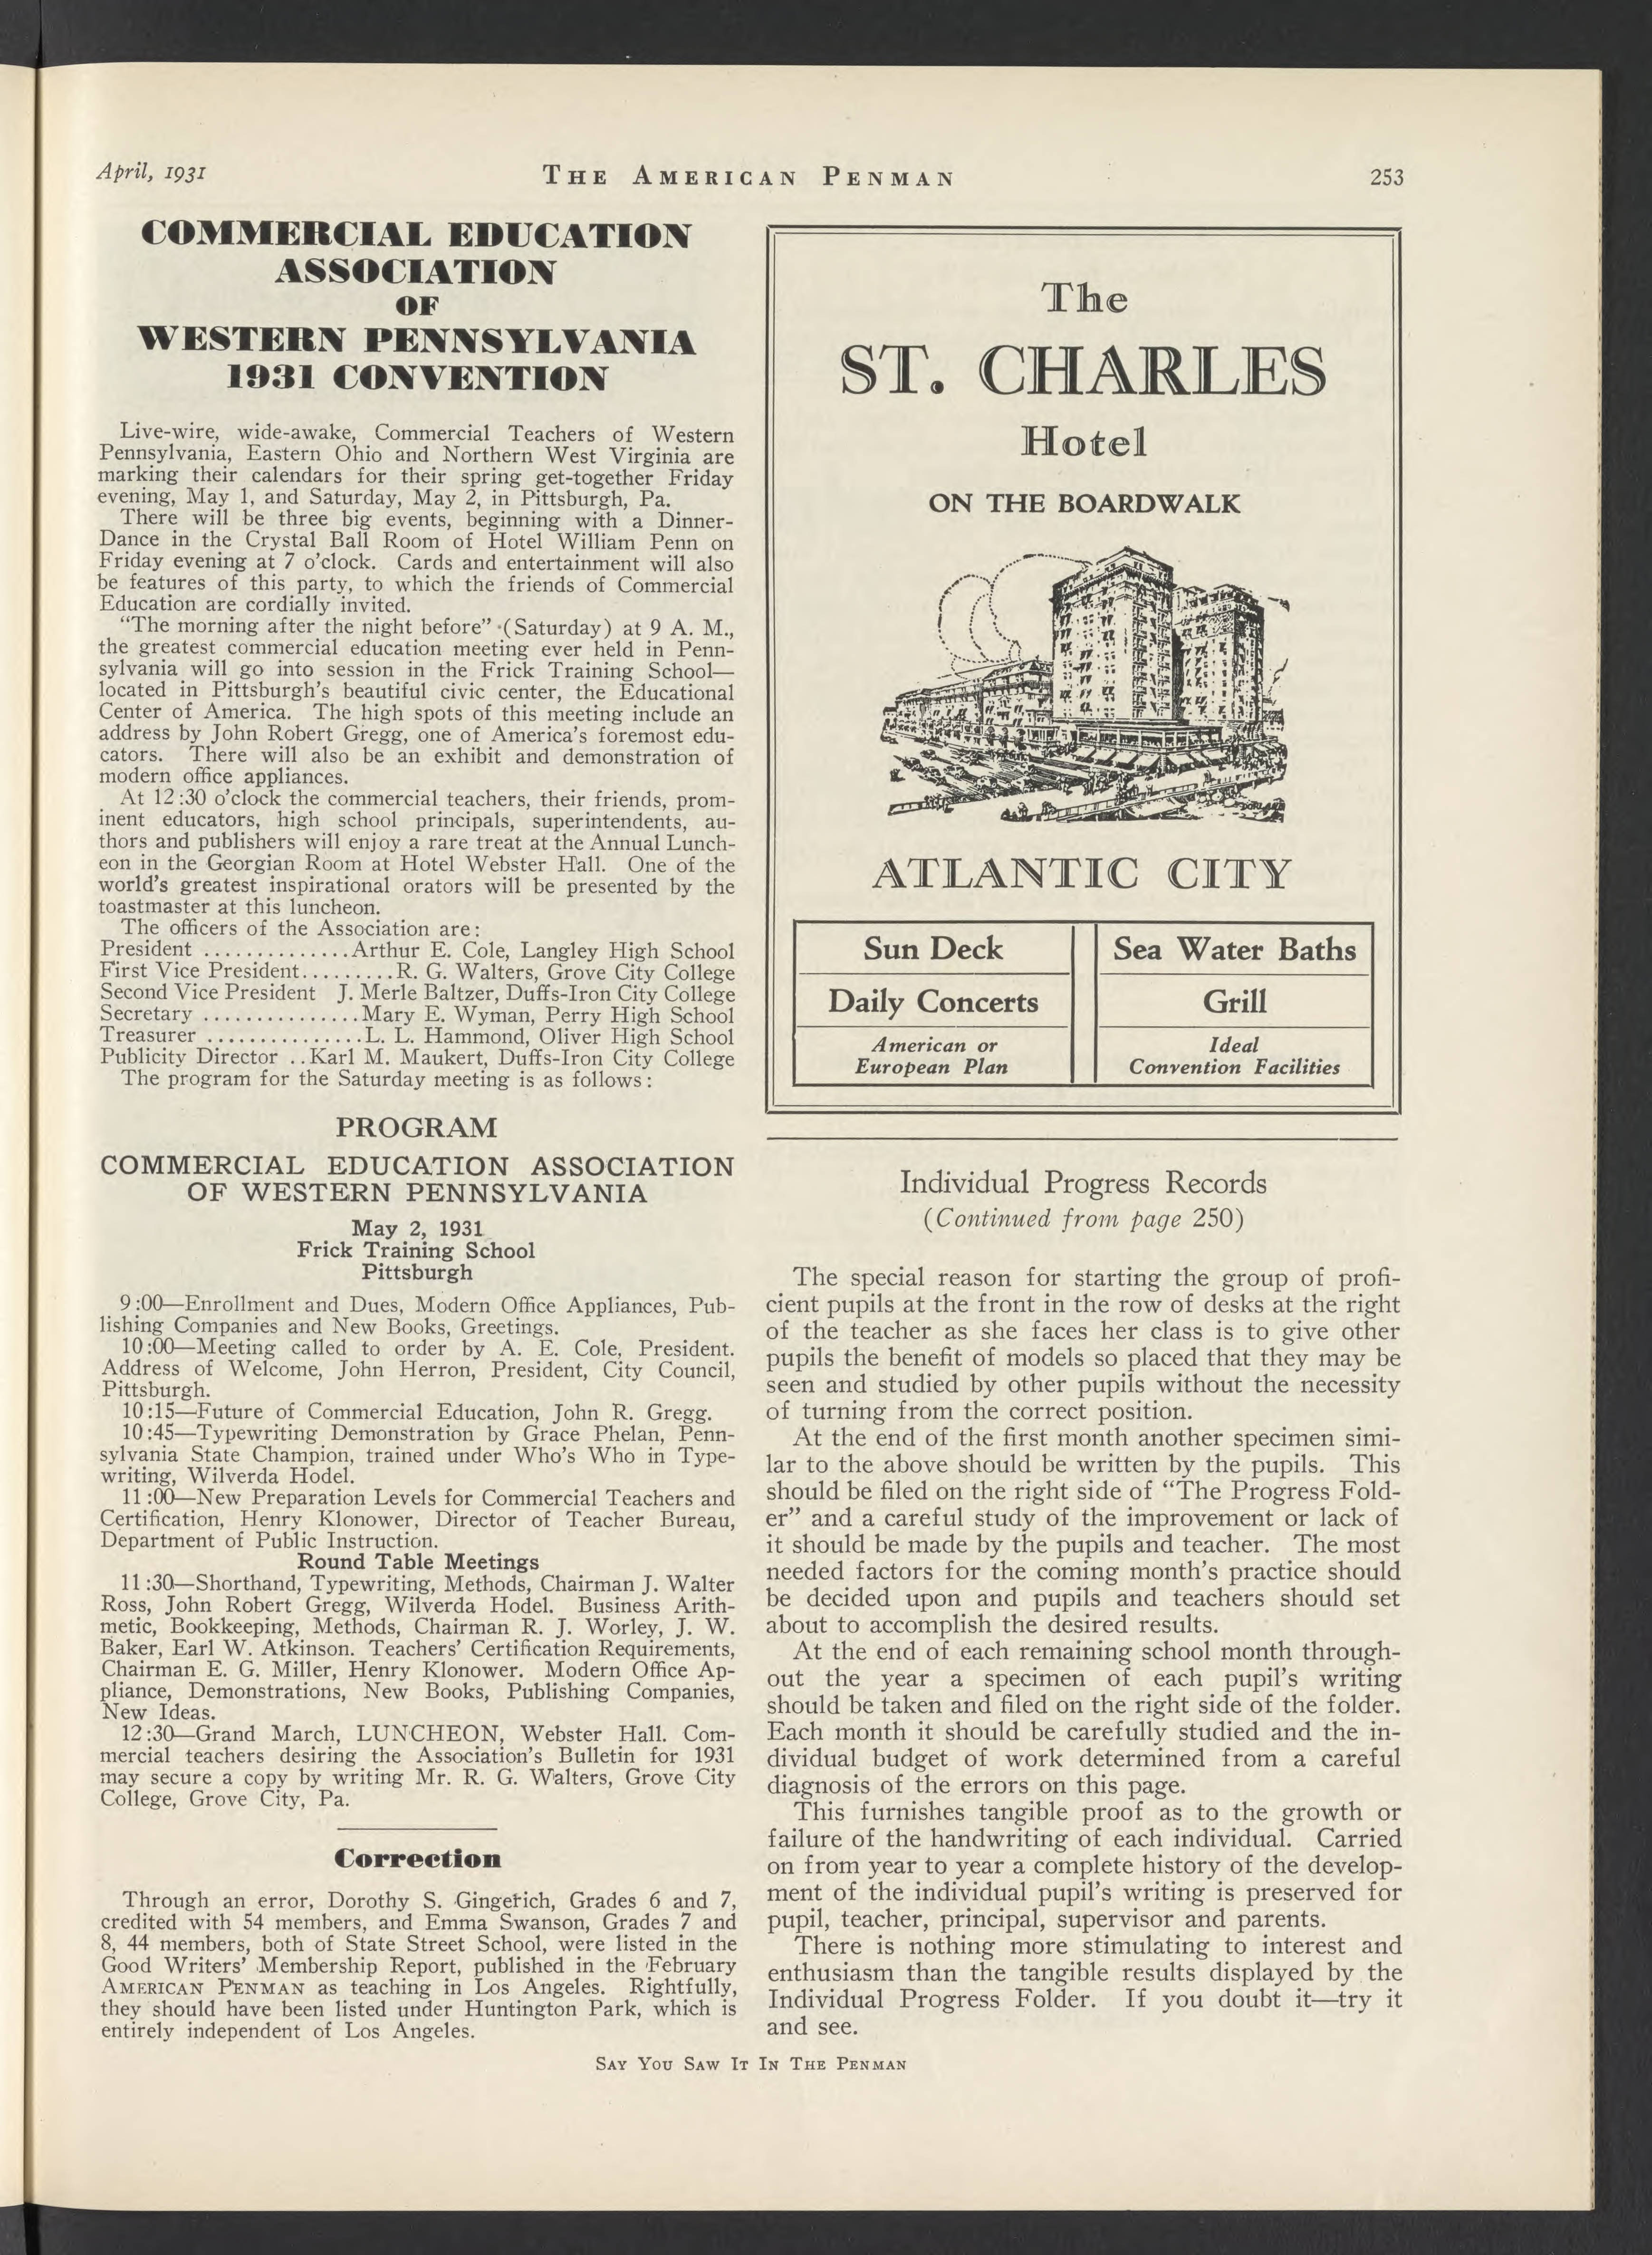 April, 1931
THE AMERICAN PENMAN
253
COMMERCIAL EDUCATION
ASSOCIATION
OF
WESTERN PENNSYLVANIA
1931 CONVENTION
Live-wire, wide-awake, Commercial Teachers of Western
Pennsylvania, Eastern Ohio and Northern West Virginia are
marking their calendars for their spring get-together Friday
evening, May 1, and Saturday, May 2, in Pittsburgh, Pa.
There will be three big events, beginning with a Dinner-
Dance in the Crystal Ball Room of Hotel William Penn on
Friday evening at 7 o'clock. Cards and entertainment will also
be features of this party, to which the friends of Commercial
Education are cordially invited.
"The morning after the night before" (Saturday) at 9 A. M.,
the greatest commercial education meeting ever held in Penn-
sylvania will go into session in the Frick Training School—
located in Pittsburgh's beautiful civic center, the Educational
Center of America. The high spots of this meeting include an
address by John Robert Gregg, one of America's foremost edu-
cators. There will also be an exhibit and demonstration of
modern office appliances.
At 12:30 o'clock the commercial teachers, their friends, prom-
inent educators, high school principals, superintendents, au-
thors and publishers will enjoy a rare treat at the Annual Lunch-
eon in the Georgian Room at Hotel Webster Hall. One of the
world's greatest inspirational orators will be presented by the
toastmaster at this luncheon.
The officers of the Association are:
President ..............Arthur E. Cole, Langley High School
First Vice President.........R. G. Walters, Grove City College
Second Vice President J. Merle Baltzer, Duffs-Iron City College
Secretary ...............Mary E. Wyman, Perry High School
Treasurer ...............L. L. Hammond, Oliver High School
Publicity Director ..Karl M. Maukert, Duffs-Iron City College
The program for the Saturday meeting is as follows:
PROGRAM
COMMERCIAL EDUCATION ASSOCIATION
OF WESTERN PENNSYLVANIA
May 2, 1931
Frick Training School
Pittsburgh
9:00—Enrollment and Dues, Modern Office Appliances, Pub-
lishing Companies and New Books, Greetings.
10:00—Meeting called to order by A. E. Cole, President.
Address of Welcome, John Herron, President, City Council,
Pittsburgh.
10:15—Future of Commercial Education, John R. Gregg.
10:45—Typewriting Demonstration by Grace Phelan, Penn-
sylvania State Champion, trained under Who's Who in Type-
writing, Wilverda Hodel.
11:00—New Preparation Levels for Commercial Teachers and
Certification, Henry Klonower, Director of Teacher Bureau,
Department of Public Instruction.
Round Table Meetings
11:30—Shorthand, Typewriting, Methods, Chairman J. Walter
Ross, John Robert Gregg, Wilverda Hodel. Business Arith-
metic, Bookkeeping, Methods, Chairman R. J. Worley, J. W.
Baker, Earl W. Atkinson. Teachers' Certification Requirements,
Chairman E. G. Miller, Henry Klonower. Modern Office Ap-
pliance, Demonstrations, New Books, Publishing Companies,
New Ideas.
12:30—Grand March, LUNCHEON, Webster Hall. Com-
mercial teachers desiring the Association's Bulletin for 1931
may secure a copy by writing Mr. R. G. Walters, Grove City
College, Grove City, Pa.
Correction
Through an error, Dorothy S. Gingerich, Grades 6 and 7,
credited with 54 members, and Emma Swanson, Grades 7 and
8, 44 members, both of State Street School, were listed in the
Good Writers' Membership Report, published in the February
AMERICAN PENMAN as teaching in Los Angeles. Rightfully,
they should have been listed under Huntington Park, which is
entirely independent of Los Angeles.
The
ST. CHARLES
Hotel
ON THE BOARDWALK
ATLANTIC CITY
Sun Deck
Sea Water Baths
Daily Concerts
Grill
American or
European Plan
Ideal
Convention Facilities
Individual Progress Records
(Continued from page 250)
The special reason for starting the group of profi-
cient pupils at the front in the row of desks at the right
of the teacher as she faces her class is to give other
pupils the benefit of models so placed that they may be
seen and studied by other pupils without the necessity
of turning from the correct position.
At the end of the first month another specimen simi-
lar to the above should be written by the pupils. This
should be filed on the right side of "The Progress Fold-
er" and a careful study of the improvement or lack of
it should be made by the pupils and teacher. The most
needed factors for the coming month's practice should
be decided upon and pupils and teachers should set
about to accomplish the desired results.
At the end of each remaining school month through-
out the year a specimen of each pupil's writing
should be taken and filed on the right side of the folder.
Each month it should be carefully studied and the in-
dividual budget of work determined from a careful
diagnosis of the errors on this page.
This furnishes tangible proof as to the growth or
failure of the handwriting of each individual. Carried
on from year to year a complete history of the develop-
ment of the individual pupil's writing is preserved for
pupil, teacher, principal, supervisor and parents.
There is nothing more stimulating to interest and
enthusiasm than the tangible results displayed by the
Individual Progress Folder. If you doubt it—try it
and see.
SAY YOU SAW IT IN THE PENMAN